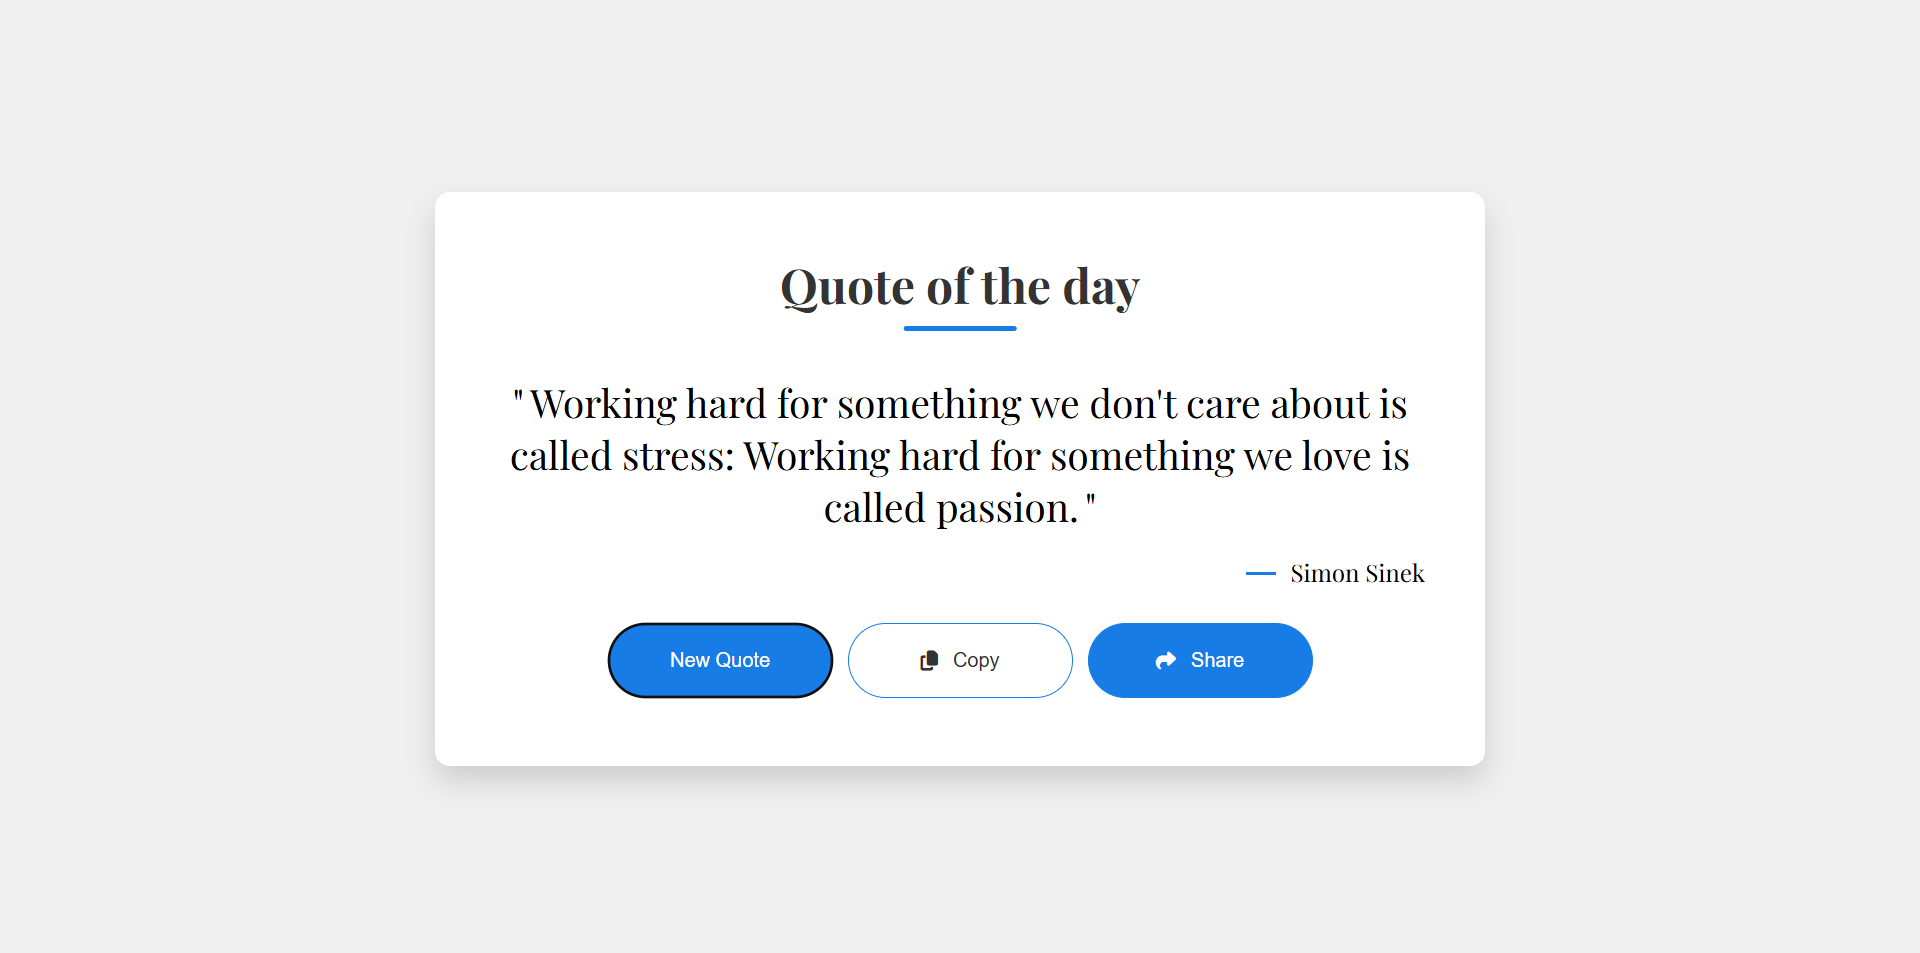 Quote of the day
" Working hard for something we don't care about is
called stress: Working hard for something we love is
called passion. "
Simon Sinek
New Quote
Copy
Share